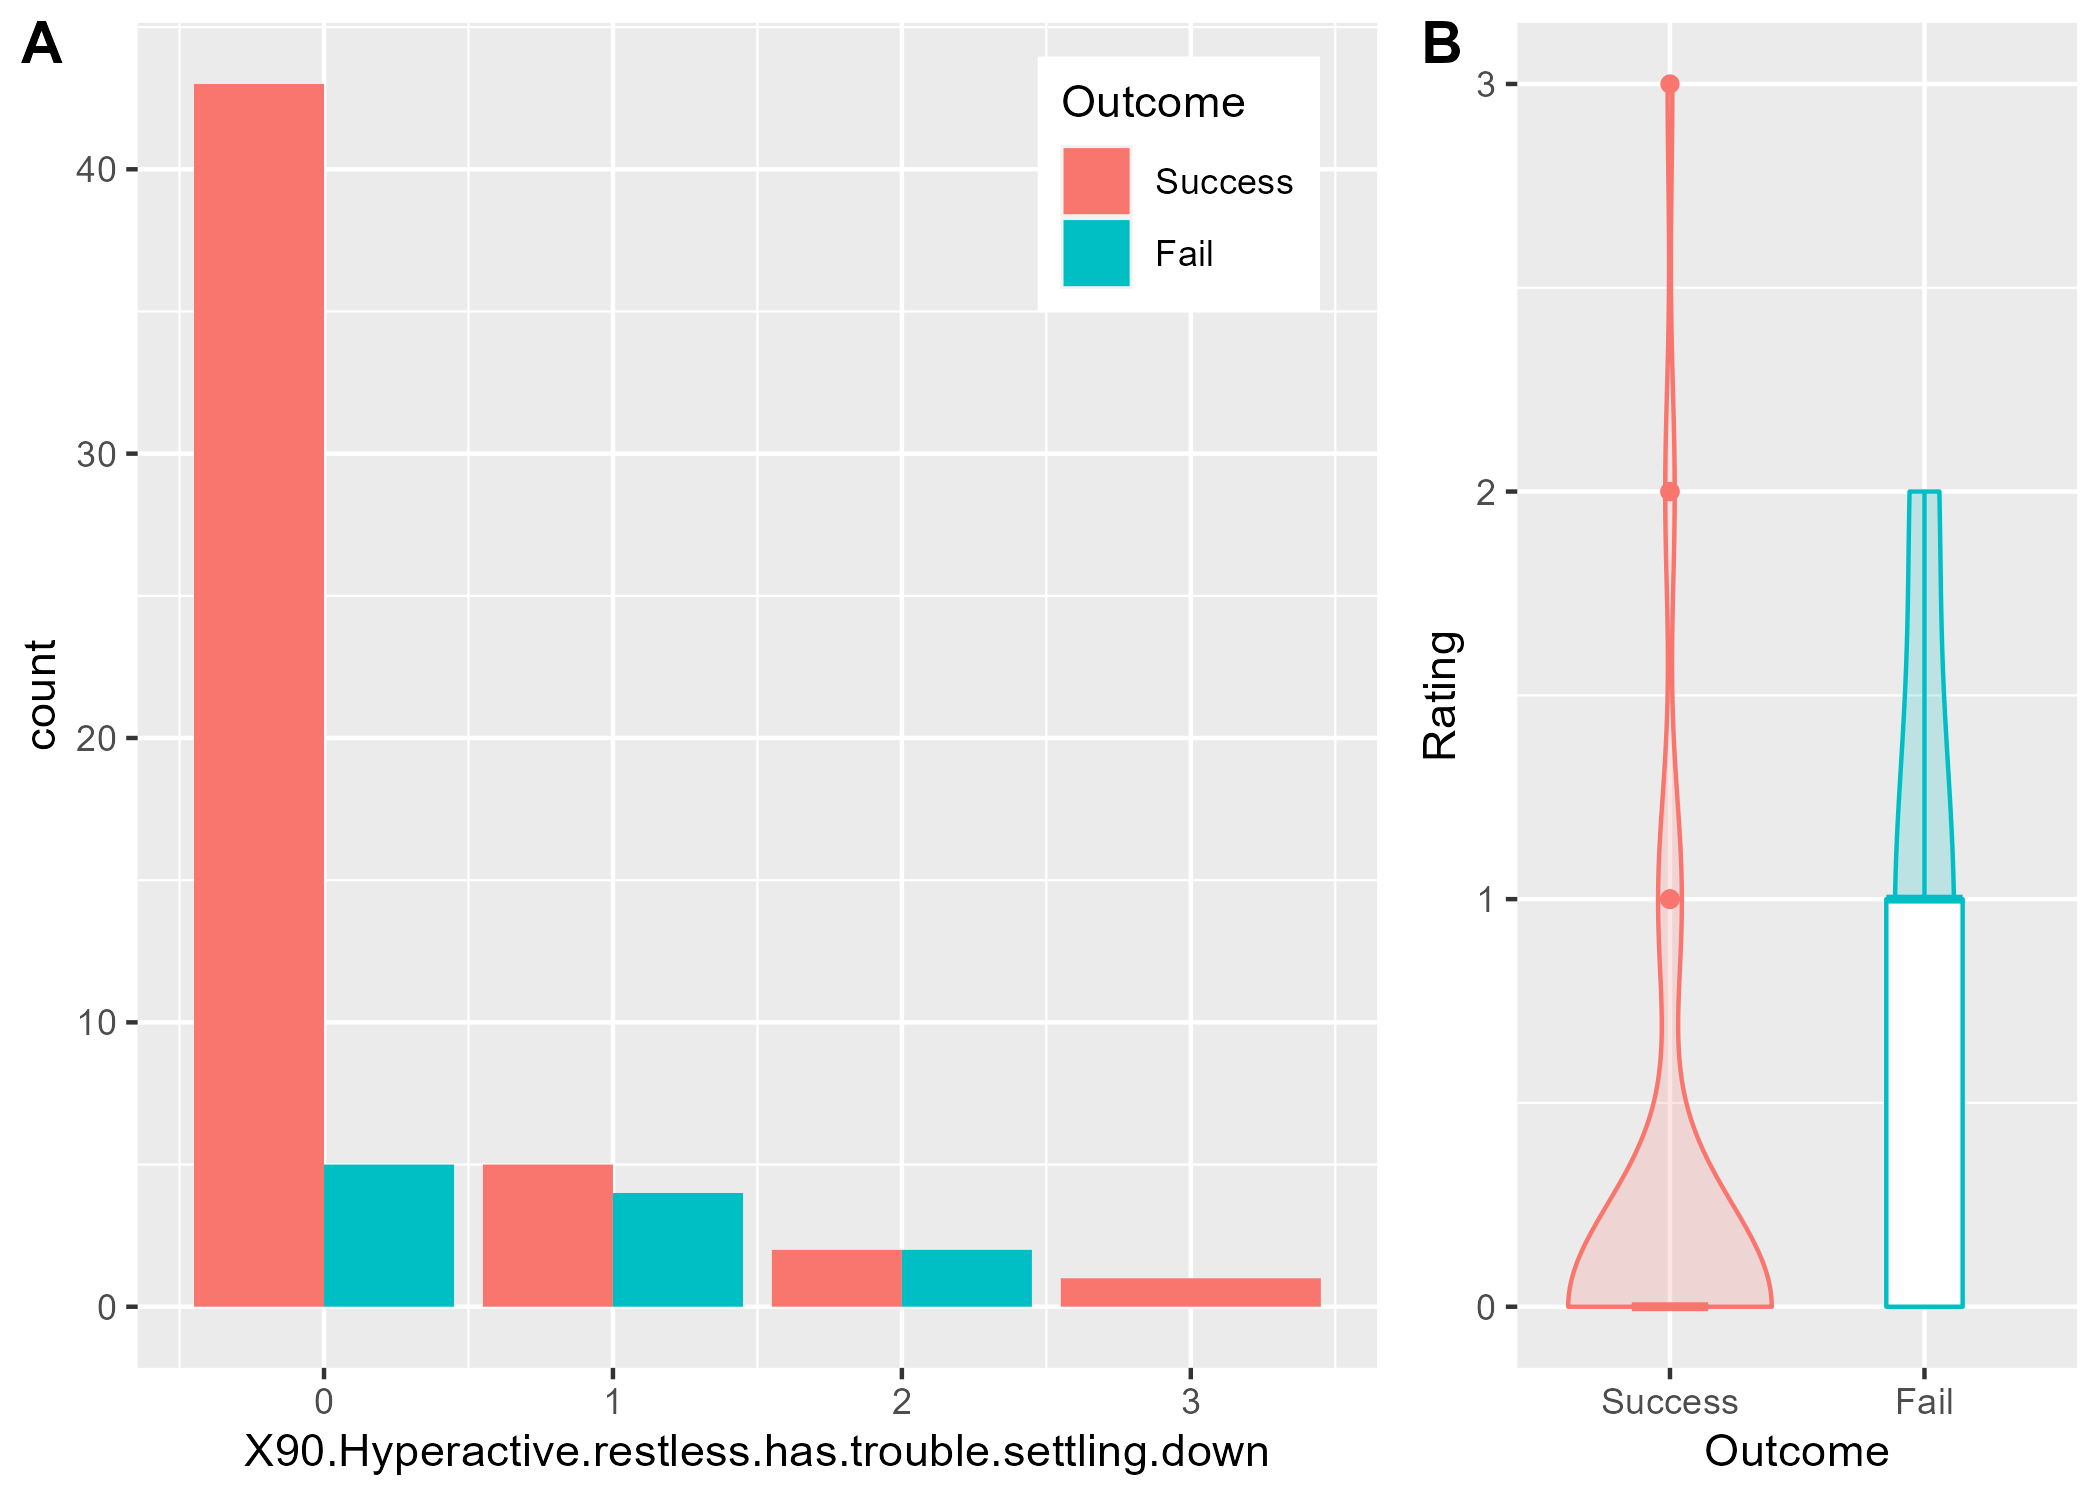 A
Outcome
Success
Fail
40
30
20
10
0
count
0 1 2 3
X90.Hyperactive.restless.has.trouble.settling.down
B
3
2
1
0
Rating
Success Fail
Outcome